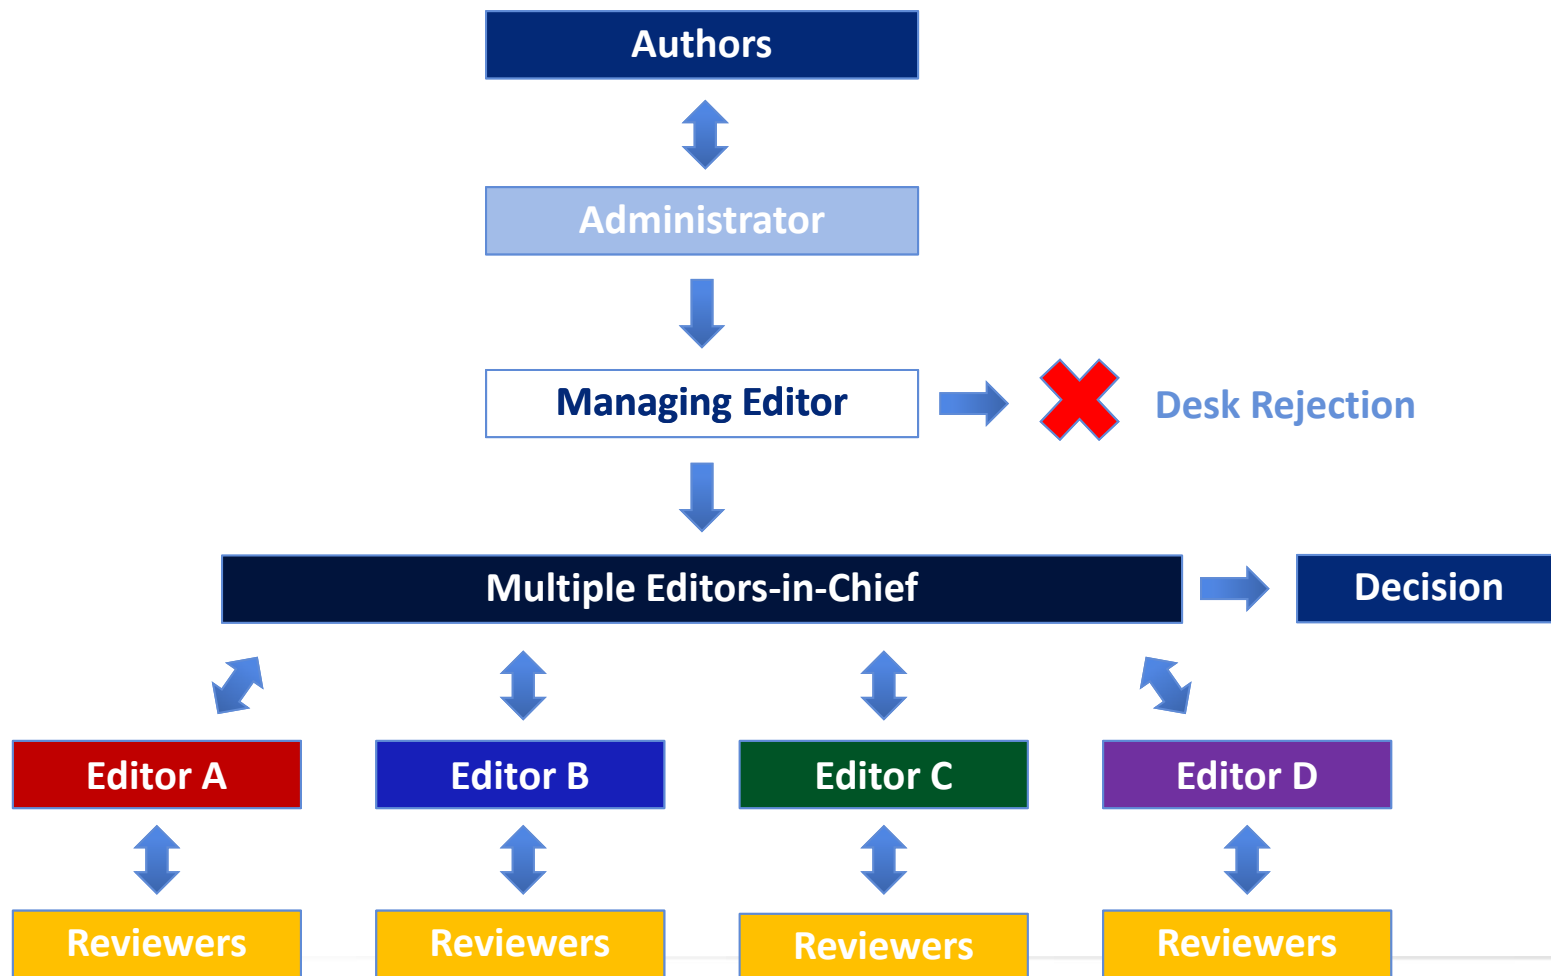 Authors
Administrator
Managing Editor
Desk Rejection
Multiple Editors-in-Chief
Decision
Editor A
Editor B
Editor C
Editor D
Reviewers
Reviewers
Reviewers
Reviewers